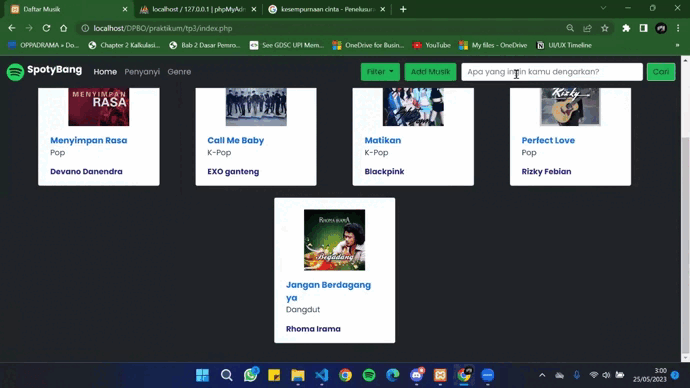 Daftar Musik
localhost / 127.0.0.1 | phpMyAd
kesempurnaan cinta - Penelusur
localhost/DPBO/praktikum/tp3/index.php
OPPADRAMA » Do...
Chapter 2 Kalkulasi...
Bab 2 Dasar Pemro...
See GDSC UPI Mem...
OneDrive for Busin...
YouTube
My files - OneDrive
UI/UX Timeline
SpotyBang
Home
Penyanyi
Genre
Filter
Add Musik
Apa yang ingin kamu dengarkan?
Cari
MENYIMPAN
RASA
Rizky
Menyimpan Rasa
Pop
Devano Danendra
Call Me Baby
K-Pop
EXO ganteng
Matikan
K-Pop
Blackpink
Perfect Love
Pop
Rizky Febian
RHOMA IRAMA
Jangan Berdagang
ya
Dangdut
Rhoma Irama
3:00
25/05/2023